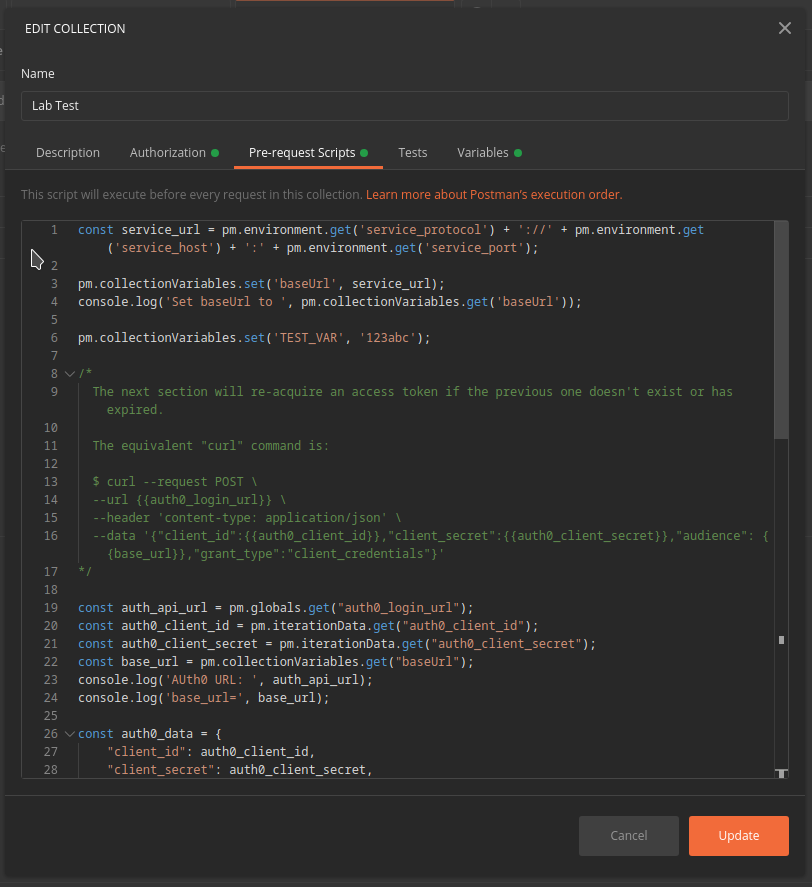 EDIT COLLECTION
Name
Lab Test
Description Authorization Pre-request Scripts Tests Variables
This script will execute before every request in this collection. Learn more about Postman's execution order.
1 const service_url = pm.environment.get('service_protocol') + '://' + pm.environment.get
('service_host') + ':' + pm.environment.get('service_port');
2
3 pm.collectionVariables.set('baseUrl', service_url);
4 console.log('Set baseUrl to ', pm.collectionVariables.get('baseUrl'));
5
6 pm.collectionVariables.set('TEST_VAR', '123abc');
7
8 /*
9 The next section will re-acquire an access token if the previous one doesn't exist or has
expired.
10
11 The equivalent "curl" command is:
12
13 $ curl --request POST \
14 --url {{auth0_login_url}} \
15 --header 'content-type: application/json' \
16 --data '{"client_id":{{auth0_client_id}},"client_secret":{{auth0_client_secret}},"audience": {
{base_url}},"grant_type":"client_credentials"}'
17 */
18
19 const auth_api_url = pm.globals.get("auth0_login_url");
20 const auth0_client_id = pm.iterationData.get("auth0_client_id");
21 const auth0_client_secret = pm.iterationData.get("auth0_client_secret");
22 const base_url = pm.collectionVariables.get("baseUrl");
23 console.log('AUth0 URL: ', auth_api_url);
24 console.log('base_url=', base_url);
25
26 const auth0_data = {
27 "client_id": auth0_client_id,
28 "client_secret": auth0_client_secret,
Cancel Update